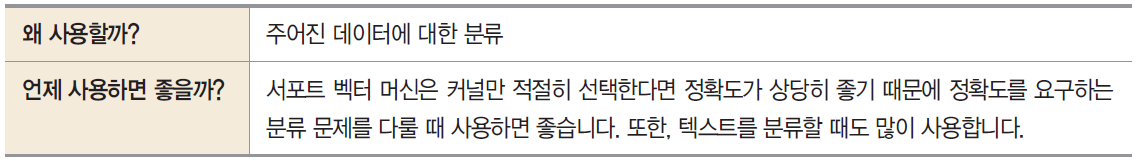 왜 사용할까?
주어진 데이터에 대한 분류
언제 사용하면 좋을까?
서포트 벡터 머신은 커널만 적절히 선택한다면 정확도가 상당히 좋기 때문에 정확도를 요구하는
분류 문제를 다룰 때 사용하면 좋습니다. 또한, 텍스트를 분류할 때도 많이 사용합니다.